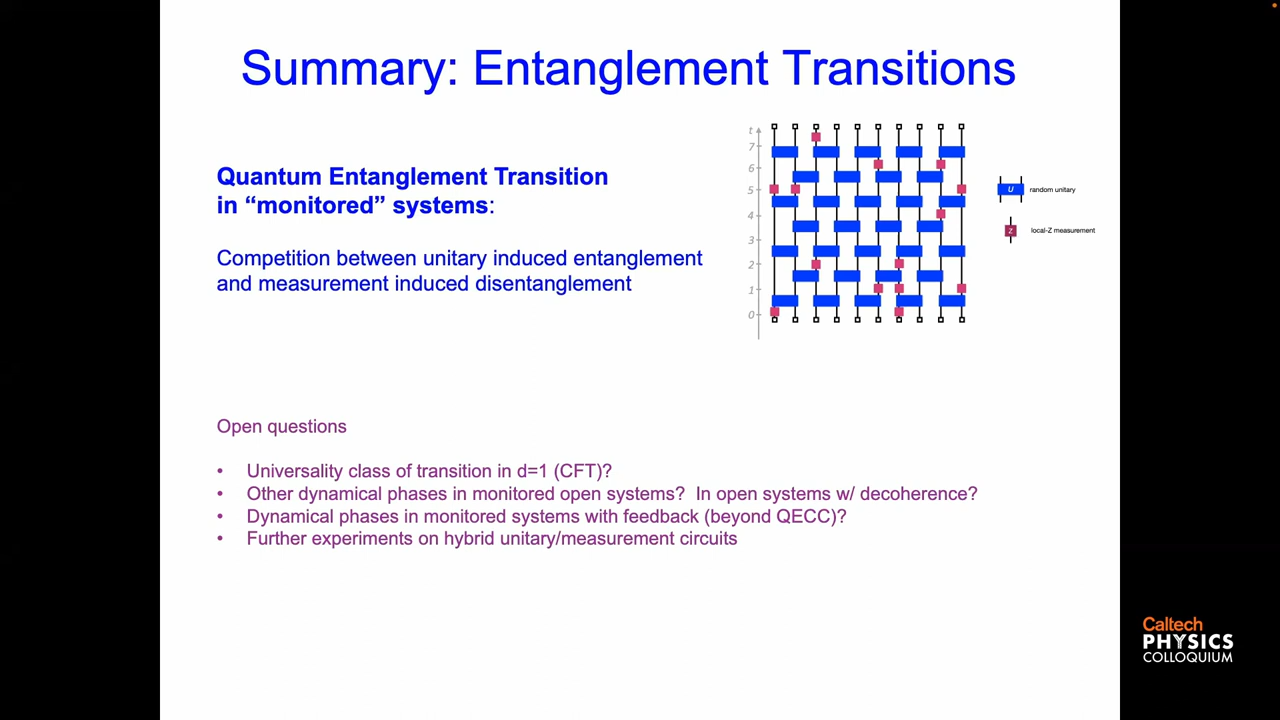 Summary: Entanglement Transitions
Quantum Entanglement Transition
in “monitored” systems:
Competition between unitary induced entanglement
and measurement induced disentanglement
t
7
6
5
4
3
2
1
0
U
random unitary
Z
local-Z measurement
Open questions
• Universality class of transition in d=1 (CFT)?
• Other dynamical phases in monitored open systems? In open systems w/ decoherence?
• Dynamical phases in monitored systems with feedback (beyond QECC)?
• Further experiments on hybrid unitary/measurement circuits
Caltech
PHYSICS
COLLOQUIUM